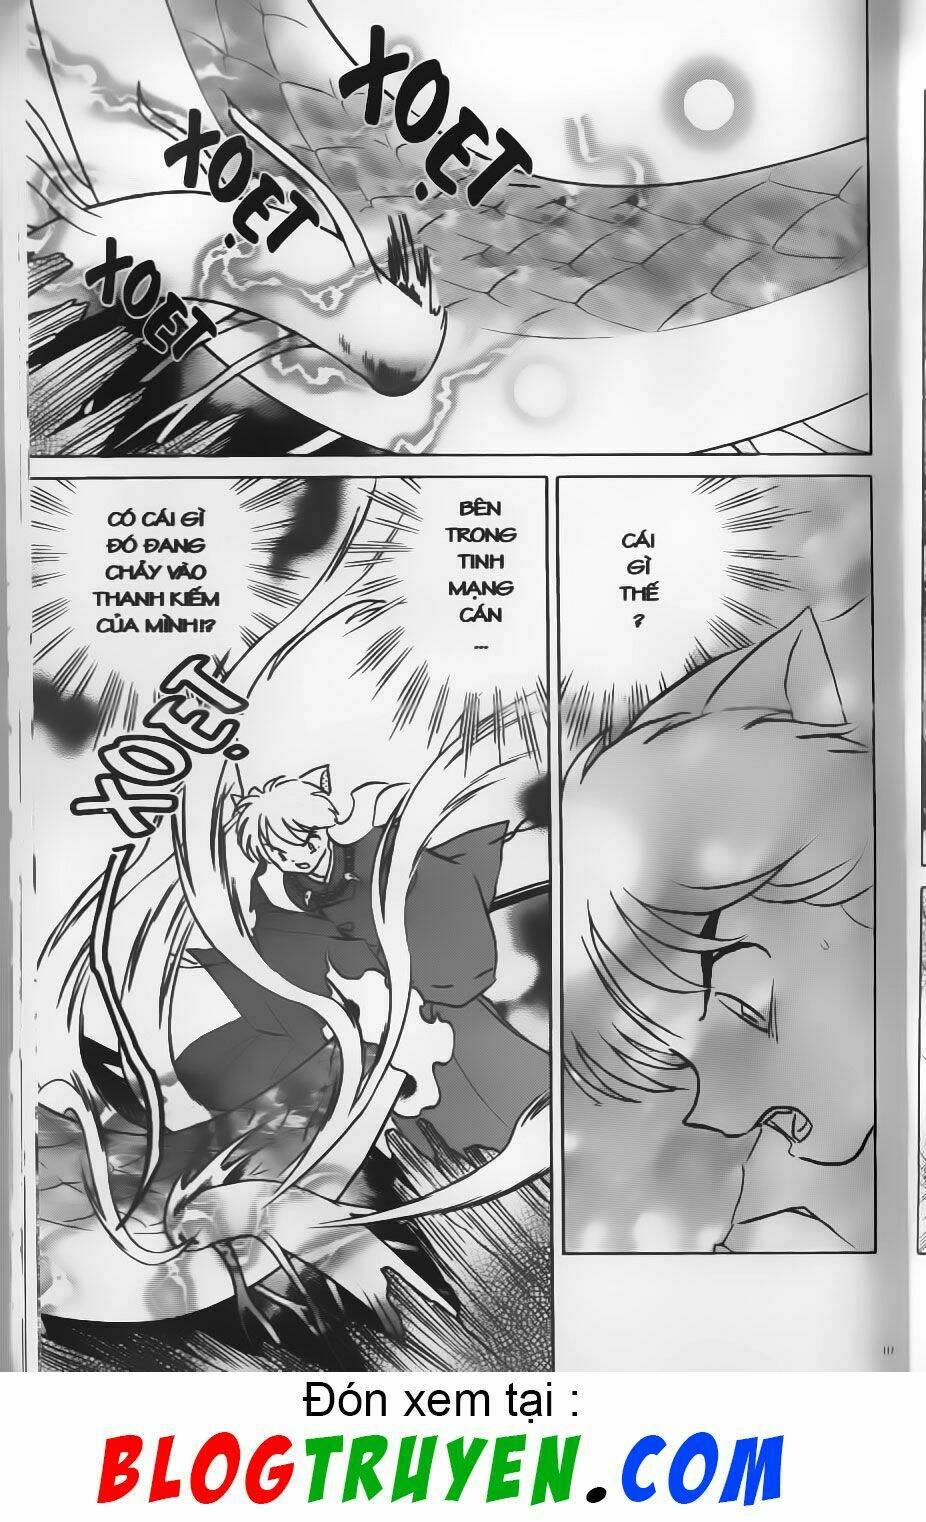 XOẸT
XOẸT
XOẸT
CÁI
GÌ
THẾ
?
BÊN
TRONG
TINH
MẠNG
CÁN
...
CÓ CÁI GÌ
ĐÓ ĐANG
CHẢY VÀO
THANH KIẾM
CỦA MÌNH!?
XOẸT
111
Đón xem tại :
BLOGTRUYEN.COM